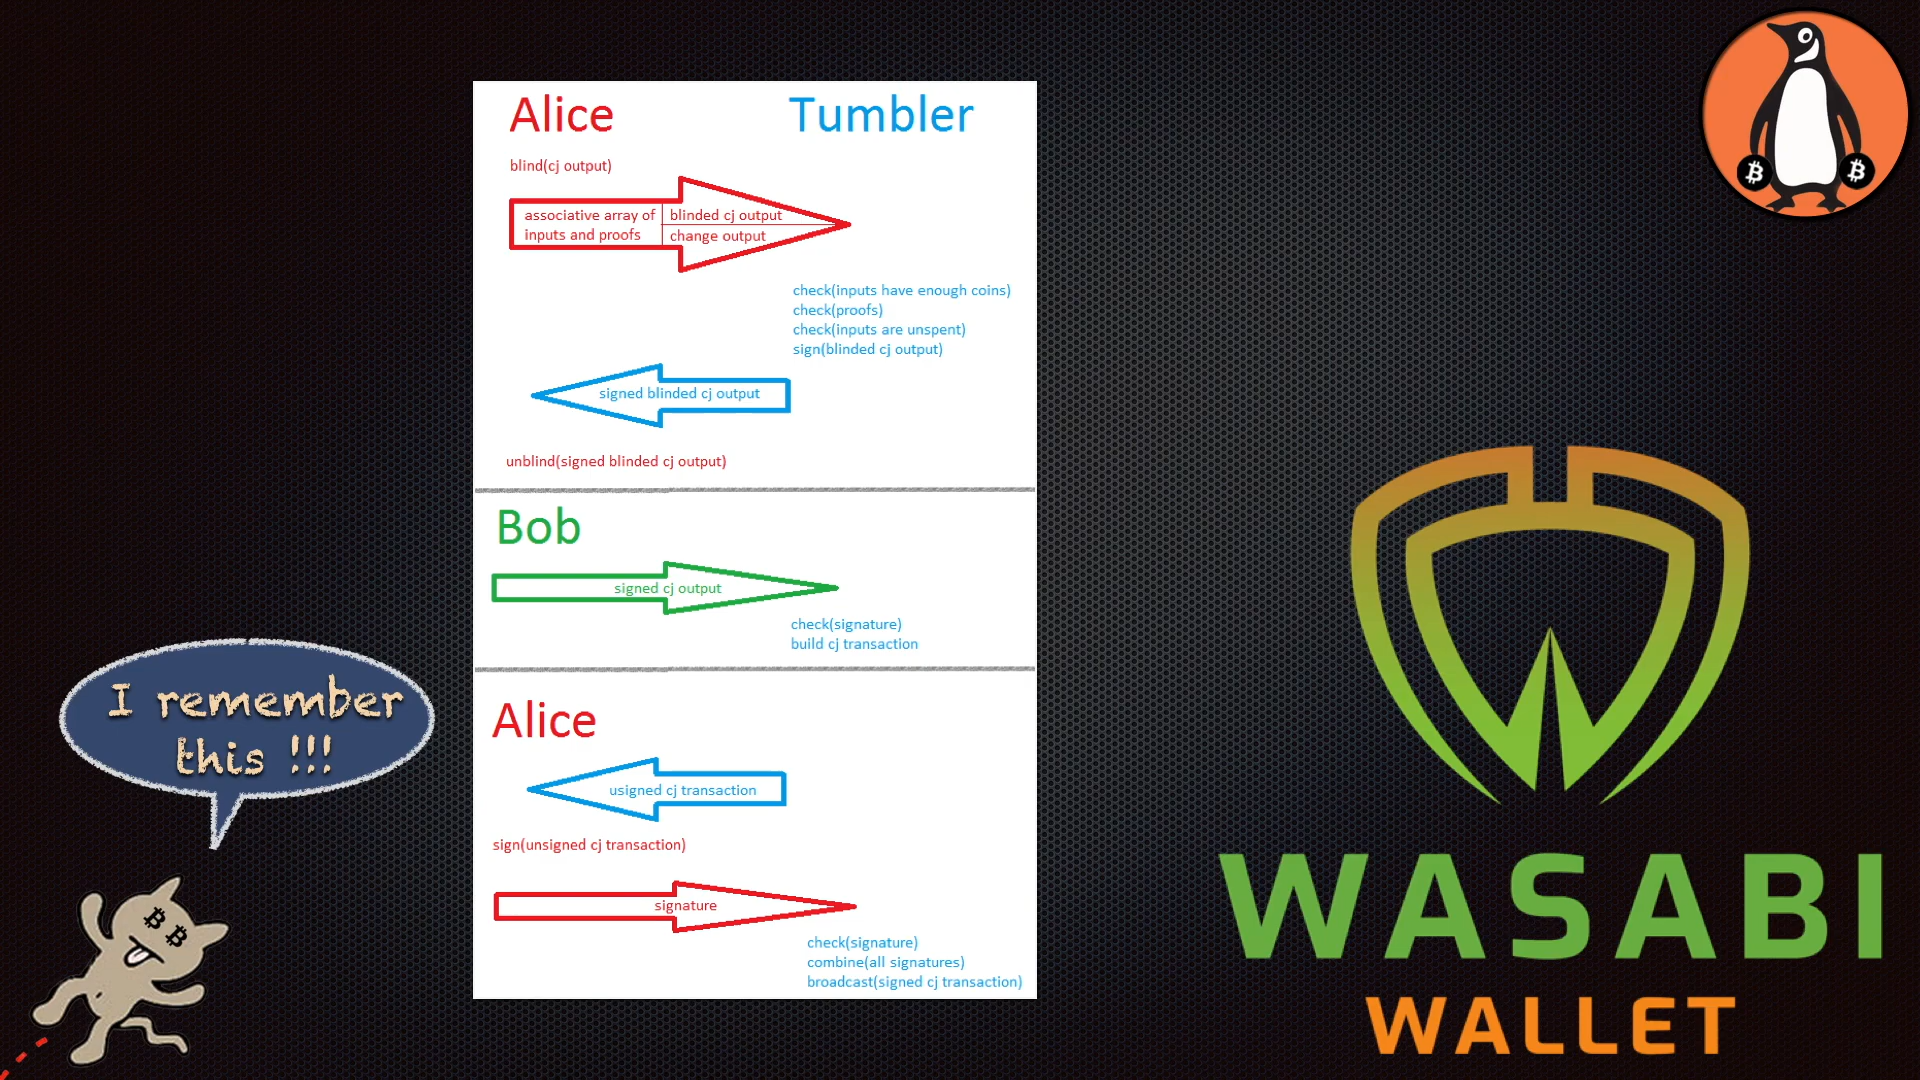 Alice
Tumbler
blind(cj output)
associative array of
inputs and proofs
blinded cj output
change output
check(inputs have enough coins)
check(proofs)
check(inputs are unspent)
sign(blinded cj output)
signed blinded cj output
unblind(signed blinded cj output)
Bob
signed cj output
check(signature)
build cj transaction
Alice
usigned cj transaction
sign(unsigned cj transaction)
signature
check(signature)
combine(all signatures)
broadcast(signed cj transaction)
I remember
this !!!
WASABI
WALLET